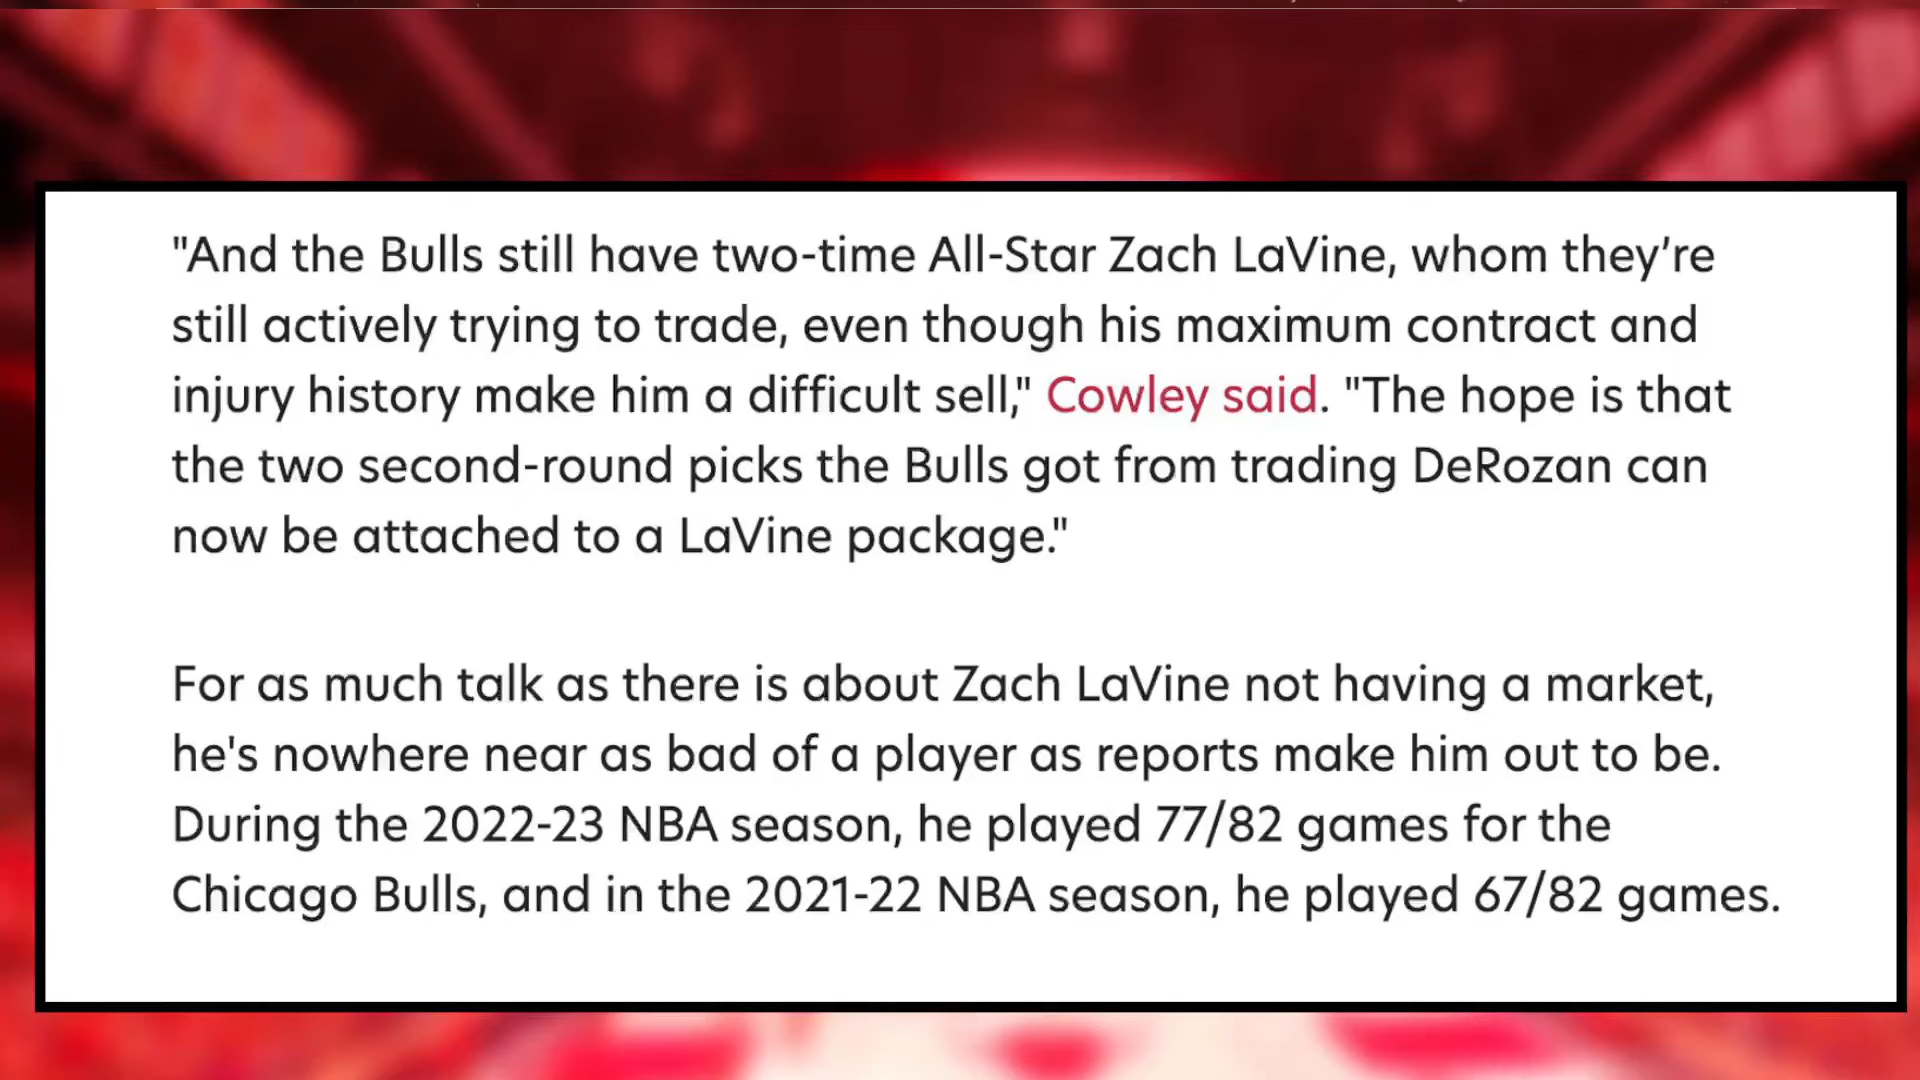 "And the Bulls still have two-time All-Star Zach LaVine, whom they’re
still actively trying to trade, even though his maximum contract and
injury history make him a difficult sell," Cowley said. "The hope is that
the two second-round picks the Bulls got from trading DeRozan can
now be attached to a LaVine package."
For as much talk as there is about Zach LaVine not having a market,
he's nowhere near as bad of a player as reports make him out to be.
During the 2022-23 NBA season, he played 77/82 games for the
Chicago Bulls, and in the 2021-22 NBA season, he played 67/82 games.